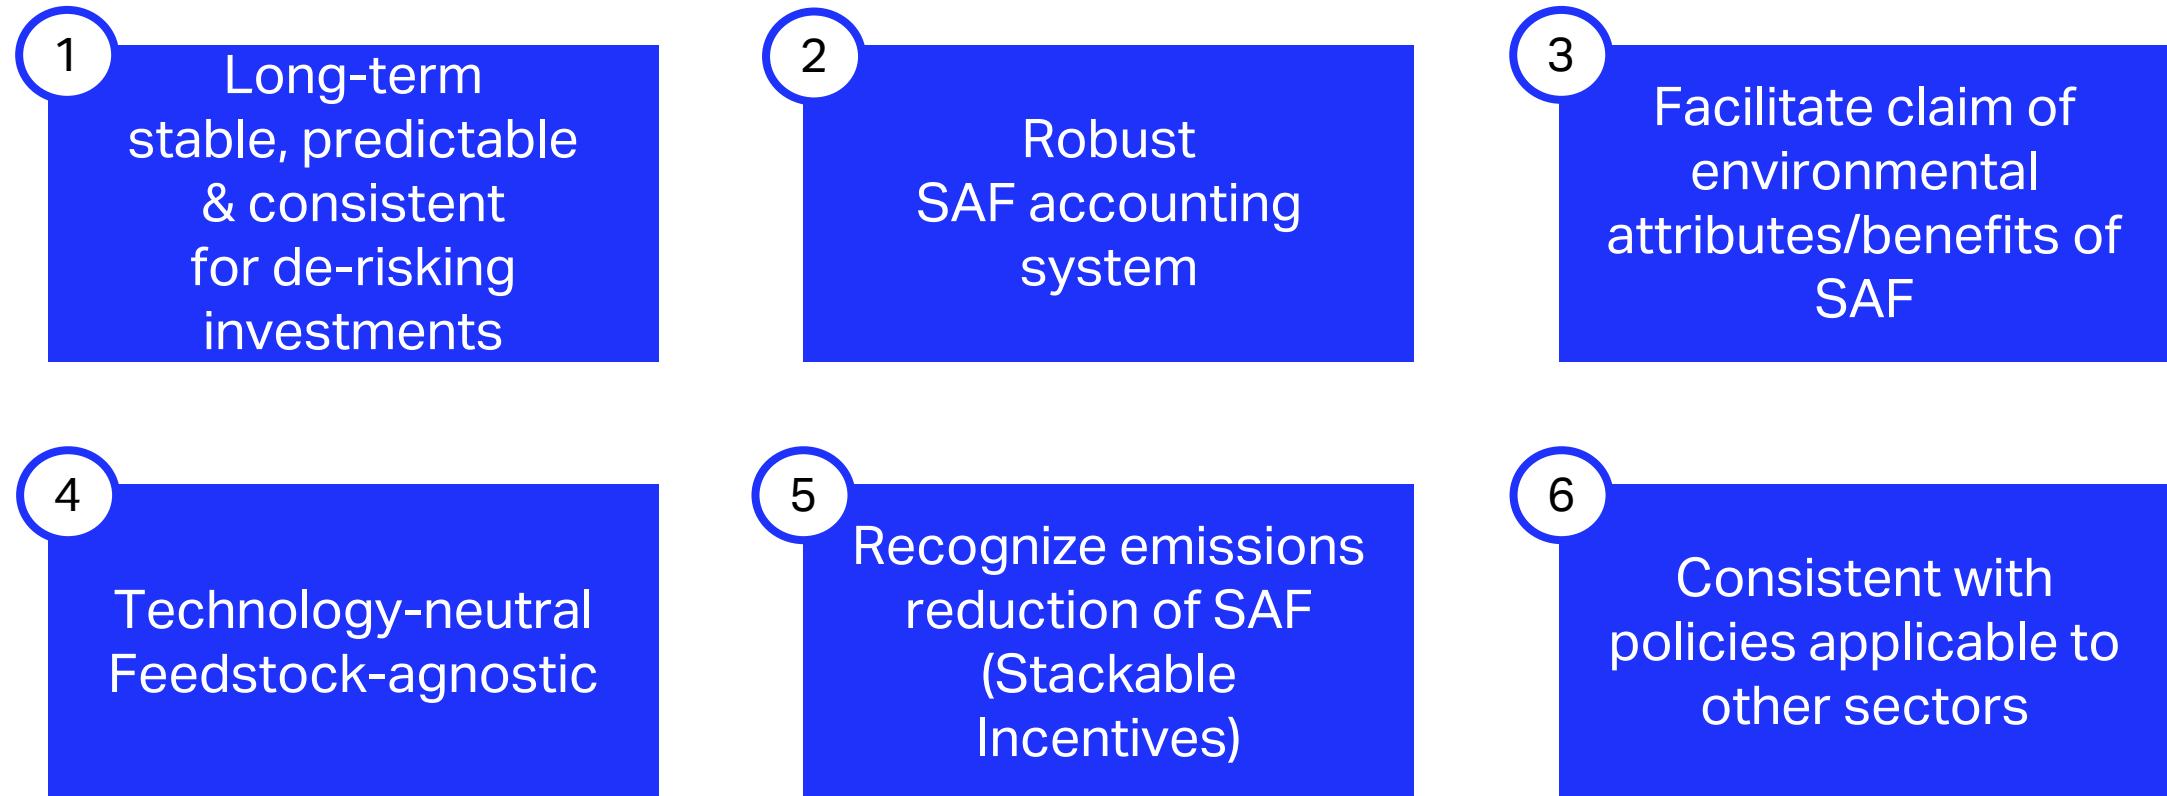 1
Long-term
stable, predictable
& consistent
for de-risking
investments
2
Robust
SAF accounting
system
3
Facilitate claim of
environmental
attributes/benefits of
SAF
4
Technology-neutral
Feedstock-agnostic
5
Recognize emissions
reduction of SAF
(Stackable
Incentives)
6
Consistent with
policies applicable to
other sectors